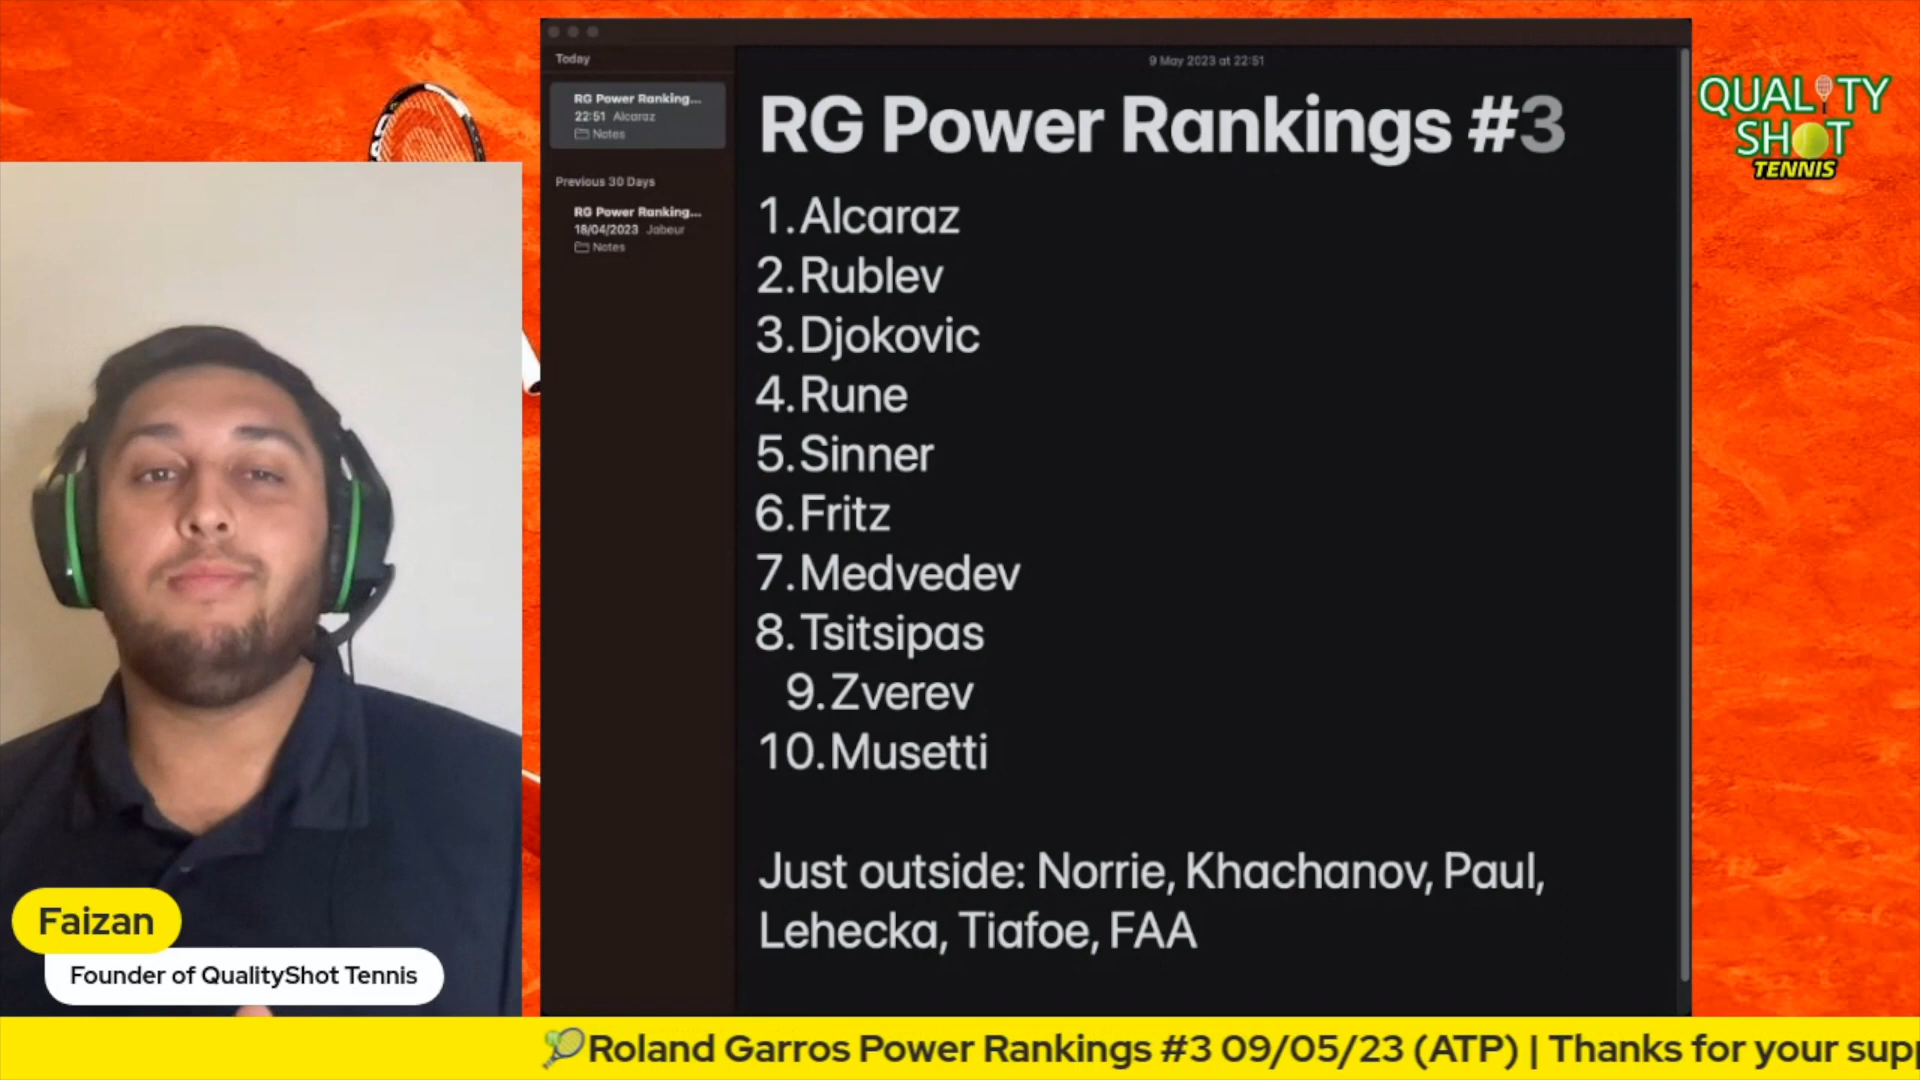 Today
RG Power Ranking...
22:51 Alcaraz
Notes
Previous 30 Days
RG Power Ranking...
18/04/2023 Jabeur
Notes
9 May 2023 at 22:51
RG Power Rankings #3
1. Alcaraz
2. Rublev
3. Djokovic
4. Rune
5. Sinner
6. Fritz
7. Medvedev
8. Tsitsipas
9. Zverev
10. Musetti
Just outside: Norrie, Khachanov, Paul,
Lehecka, Tiafoe, FAA
QUALITY
SHOT
TENNIS
Faizan
Founder of QualityShot Tennis
Roland Garros Power Rankings #3 09/05/23 (ATP) | Thanks for your supp